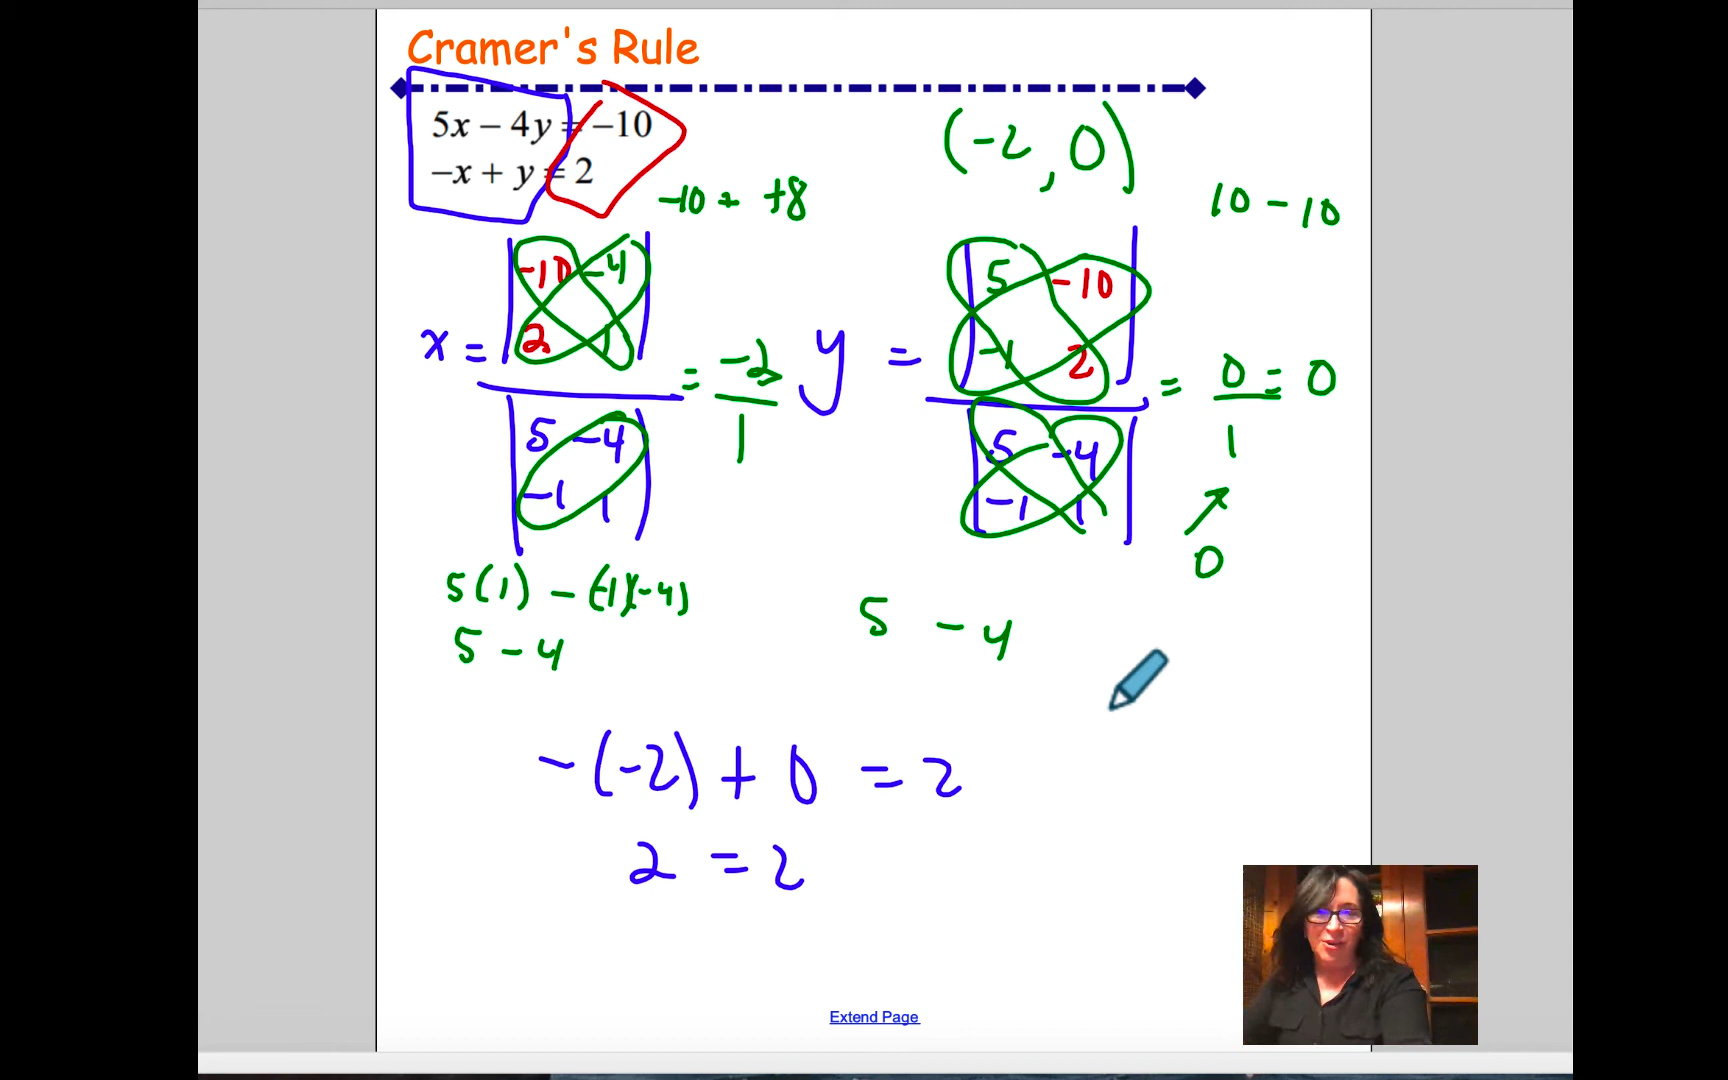 Cramer's Rule
5x − 4y = −10
−x + y = 2
(-2, 0)
-10 + +8
10 - 10
x = | -10 -4 |
| 2 1 |
| 5 -4 |
| -1 1 |
= -2
1
y = | 5 -10 |
| -1 2 |
| 5 -4 |
| -1 1 |
= 0 = 0
1
0
5(1) - (-1)(-4)
5 - 4
5 - 4
-(-2) + 0 = 2
2 = 2
Extend Page